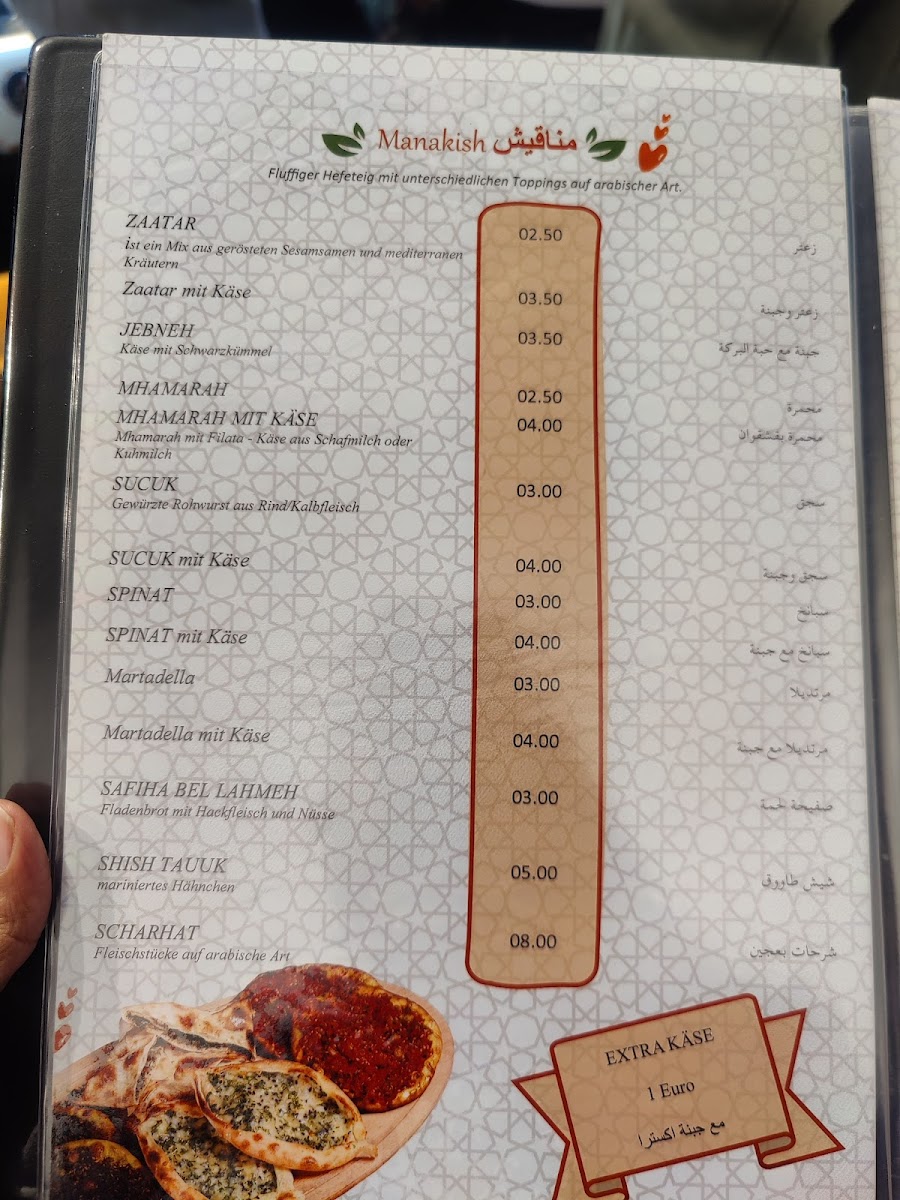 Manakish مناقيش
Fluffiger Hefeteig mit unterschiedlichen Toppings auf arabischer Art.
ZAATAR 02.50 زعتر
ist ein Mix aus gerösteten Sesamsamen und mediterranen
Kräutern
Zaatar mit Käse 03.50 زعتر وجبنة
JEBNEH 03.50 جبنة مع حبة البركة
Käse mit Schwarzkümmel
MHAMARAH 02.50 محمرة
MHAMARAH MIT KÄSE 04.00 محمرة بقشقوان
Mhamarah mit Filata - Käse aus Schafmilch oder
Kuhmilch
SUCUK 03.00 سجق
Gewürzte Rohwurst aus Rind/Kalbfleisch
SUCUK mit Käse 04.00 سجق وجبنة
SPINAT 03.00 سبانخ
SPINAT mit Käse 04.00 سبانخ مع جبنة
Martadella 03.00 مرتديلا
Martadella mit Käse 04.00 مرتديلا مع جبنة
SAFIHA BEL LAHMEH 03.00 صفيحة لحمة
Fladenbrot mit Hackfleisch und Nüsse
SHISH TAUUK 05.00 شيش طاووق
mariniertes Hähnchen
SCHARHAT 08.00 شرحات بعجين
Fleischstücke auf arabische Art
EXTRA KÄSE
1 Euro
مع جبنة اكسترا